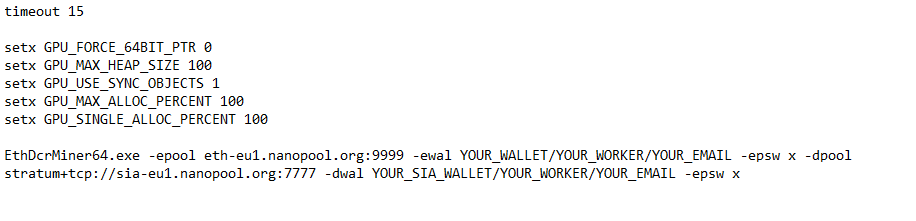 timeout 15
setx GPU_FORCE_64BIT_PTR 0
setx GPU_MAX_HEAP_SIZE 100
setx GPU_USE_SYNC_OBJECTS 1
setx GPU_MAX_ALLOC_PERCENT 100
setx GPU_SINGLE_ALLOC_PERCENT 100
EthDcrMiner64.exe -epool eth-eu1.nanopool.org:9999 -ewal YOUR_WALLET/YOUR_WORKER/YOUR_EMAIL -epsw x -dpool
stratum+tcp://sia-eu1.nanopool.org:7777 -dwal YOUR_SIA_WALLET/YOUR_WORKER/YOUR_EMAIL -epsw x